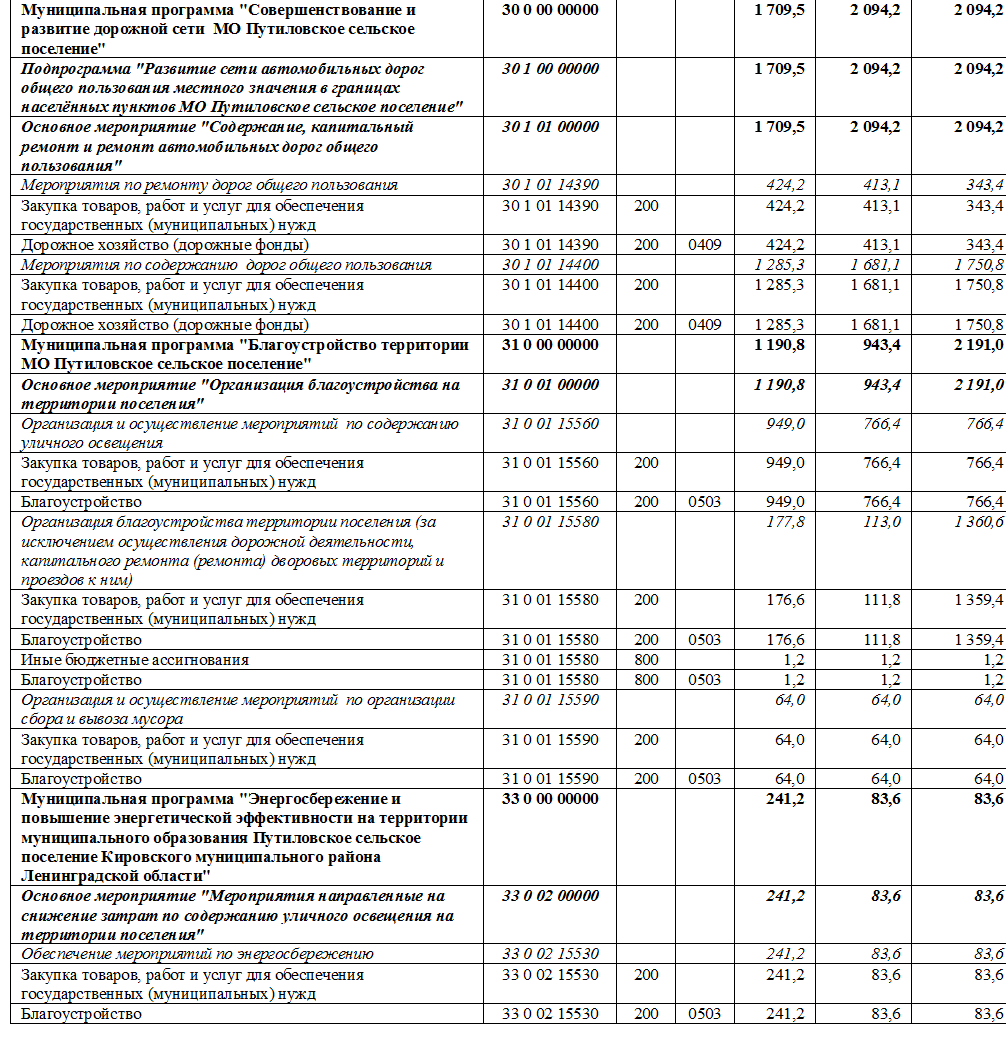 Муниципальная программа "Совершенствование и 30 0 00 00000 1 709,5 2 094,2 2 094,2
развитие дорожной сети МО Путиловское сельское
поселение"
Подпрограмма "Развитие сети автомобильных дорог 30 1 00 00000 1 709,5 2 094,2 2 094,2
общего пользования местного значения в границах
населённых пунктов МО Путиловское сельское поселение"
Основное мероприятие "Содержание, капитальный 30 1 01 00000 1 709,5 2 094,2 2 094,2
ремонт и ремонт автомобильных дорог общего
пользования"
Мероприятия по ремонту дорог общего пользования 30 1 01 14390 424,2 413,1 343,4
Закупка товаров, работ и услуг для обеспечения 30 1 01 14390 200 424,2 413,1 343,4
государственных (муниципальных) нужд
Дорожное хозяйство (дорожные фонды) 30 1 01 14390 200 0409 424,2 413,1 343,4
Мероприятия по содержанию дорог общего пользования 30 1 01 14400 1 285,3 1 681,1 1 750,8
Закупка товаров, работ и услуг для обеспечения 30 1 01 14400 200 1 285,3 1 681,1 1 750,8
государственных (муниципальных) нужд
Дорожное хозяйство (дорожные фонды) 30 1 01 14400 200 0409 1 285,3 1 681,1 1 750,8
Муниципальная программа "Благоустройство территории 31 0 00 00000 1 190,8 943,4 2 191,0
МО Путиловское сельское поселение"
Основное мероприятие "Организация благоустройства на 31 0 01 00000 1 190,8 943,4 2 191,0
территории поселения"
Организация и осуществление мероприятий по содержанию 31 0 01 15560 949,0 766,4 766,4
уличного освещения
Закупка товаров, работ и услуг для обеспечения 31 0 01 15560 200 949,0 766,4 766,4
государственных (муниципальных) нужд
Благоустройство 31 0 01 15560 200 0503 949,0 766,4 766,4
Организация благоустройства территории поселения (за 31 0 01 15580 177,8 113,0 1 360,6
исключением осуществления дорожной деятельности,
капитального ремонта (ремонта) дворовых территорий и
проездов к ним)
Закупка товаров, работ и услуг для обеспечения 31 0 01 15580 200 176,6 111,8 1 359,4
государственных (муниципальных) нужд
Благоустройство 31 0 01 15580 200 0503 176,6 111,8 1 359,4
Иные бюджетные ассигнования 31 0 01 15580 800 1,2 1,2 1,2
Благоустройство 31 0 01 15580 800 0503 1,2 1,2 1,2
Организация и осуществление мероприятий по организации 31 0 01 15590 64,0 64,0 64,0
сбора и вывоза мусора
Закупка товаров, работ и услуг для обеспечения 31 0 01 15590 200 64,0 64,0 64,0
государственных (муниципальных) нужд
Благоустройство 31 0 01 15590 200 0503 64,0 64,0 64,0
Муниципальная программа "Энергосбережение и 33 0 00 00000 241,2 83,6 83,6
повышение энергетической эффективности на территории
муниципального образования Путиловское сельское
поселение Кировского муниципального района
Ленинградской области"
Основное мероприятие "Мероприятия направленные на 33 0 02 00000 241,2 83,6 83,6
снижение затрат по содержанию уличного освещения на
территории поселения"
Обеспечение мероприятий по энергосбережению 33 0 02 15530 241,2 83,6 83,6
Закупка товаров, работ и услуг для обеспечения 33 0 02 15530 200 241,2 83,6 83,6
государственных (муниципальных) нужд
Благоустройство 33 0 02 15530 200 0503 241,2 83,6 83,6